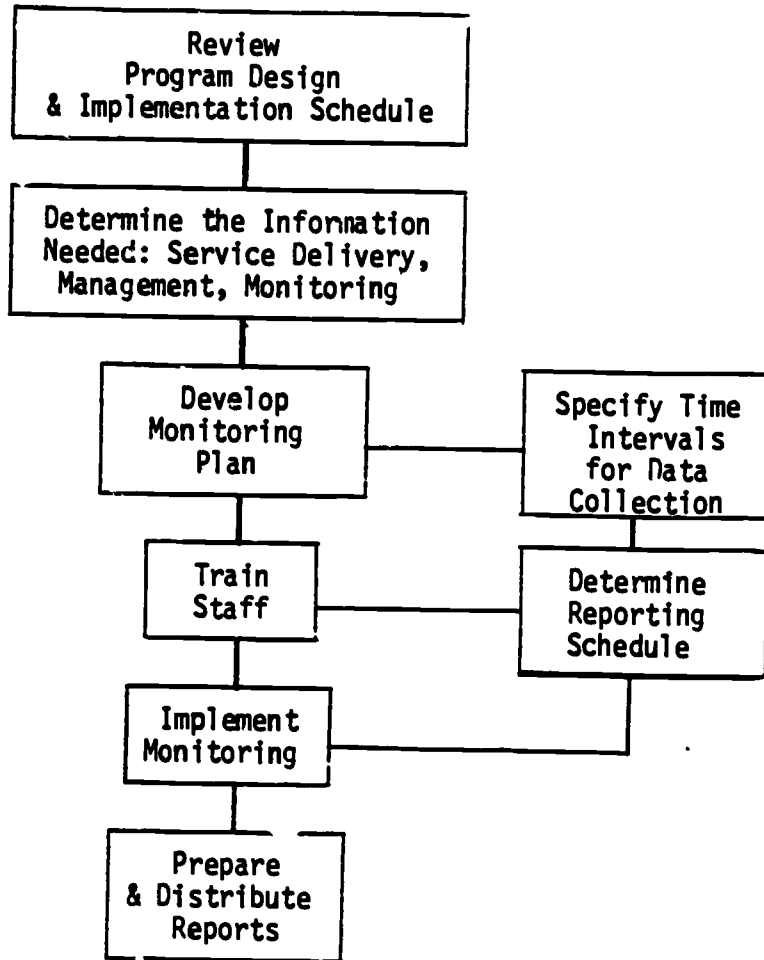 Review
Program Design
& Implementation Schedule
Determine the Information
Needed: Service Delivery,
Management, Monitoring
Develop
Monitoring
Plan
Specify Time
Intervals
for Data
Collection
Train
Staff
Determine
Reporting
Schedule
Implement
Monitoring
Prepare
& Distribute
Reports